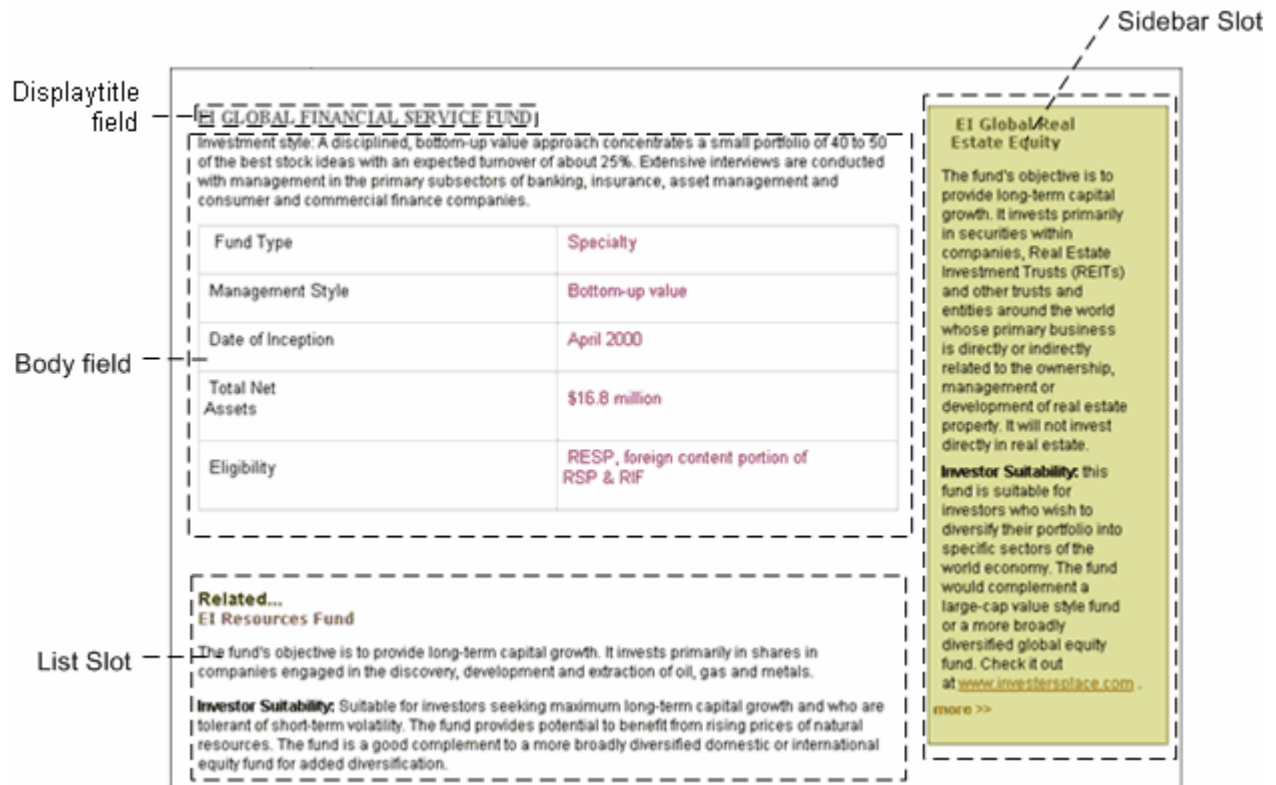 Sidebar Slot
Displaytitle
field
EI GLOBAL FINANCIAL SERVICE FUND
Investment style: A disciplined, bottom-up value approach concentrates a small portfolio of 40 to 50
of the best stock ideas with an expected turnover of about 25%. Extensive interviews are conducted
with management in the primary subsectors of banking, insurance, asset management and
consumer and commercial finance companies.
Fund Type Specialty
Management Style Bottom-up value
Date of Inception April 2000
Total Net
Assets $16.8 million
Eligibility RESP, foreign content portion of
RSP & RIF
Body field
Related...
EI Resources Fund
The fund's objective is to provide long-term capital growth. It invests primarily in shares in
companies engaged in the discovery, development and extraction of oil, gas and metals.
Investor Suitability: Suitable for investors seeking maximum long-term capital growth and who are
tolerant of short-term volatility. The fund provides potential to benefit from rising prices of natural
resources. The fund is a good complement to a more broadly diversified domestic or international
equity fund for added diversification.
List Slot
EI Global Real
Estate Equity
The fund's objective is to
provide long-term capital
growth. It invests primarily
in securities within
companies, Real Estate
Investment Trusts (REITs)
and other trusts and
entities around the world
whose primary business
is directly or indirectly
related to the ownership,
management or
development of real estate
property. It will not invest
directly in real estate.
Investor Suitability: this
fund is suitable for
investors who wish to
diversify their portfolio into
specific sectors of the
world economy. The fund
would complement a
large-cap value style fund
or a more broadly
diversified global equity
fund. Check it out
at www.investersplace.com .
more >>